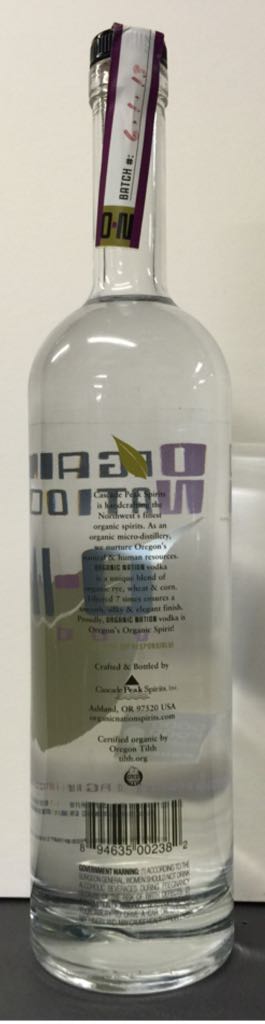 BATCH #: 6.1.13
O·N
Cascade Peak Spirits
is handcrafting the
Northwest's finest
organic spirits. As an
organic micro-distillery,
we nurture Oregon's
natural & human resources.
ORGANIC NATION vodka
is a unique blend of
organic rye, wheat & corn.
Filtered 7 times ensures a
smooth, silky & elegant finish.
Proudly, ORGANIC NATION vodka is
Oregon's Organic Spirit!
RESPONSIBLY
Crafted & Bottled by
Cascade Peak Spirits, Inc.
Ashland, OR 97520 USA
organicnationspirits.com
Certified organic by
Oregon Tilth
tilth.org
8 94635 00238 2
GOVERNMENT WARNING: (1) ACCORDING TO THE
SURGEON GENERAL, WOMEN SHOULD NOT DRINK
ALCOHOLIC BEVERAGES DURING PREGNANCY